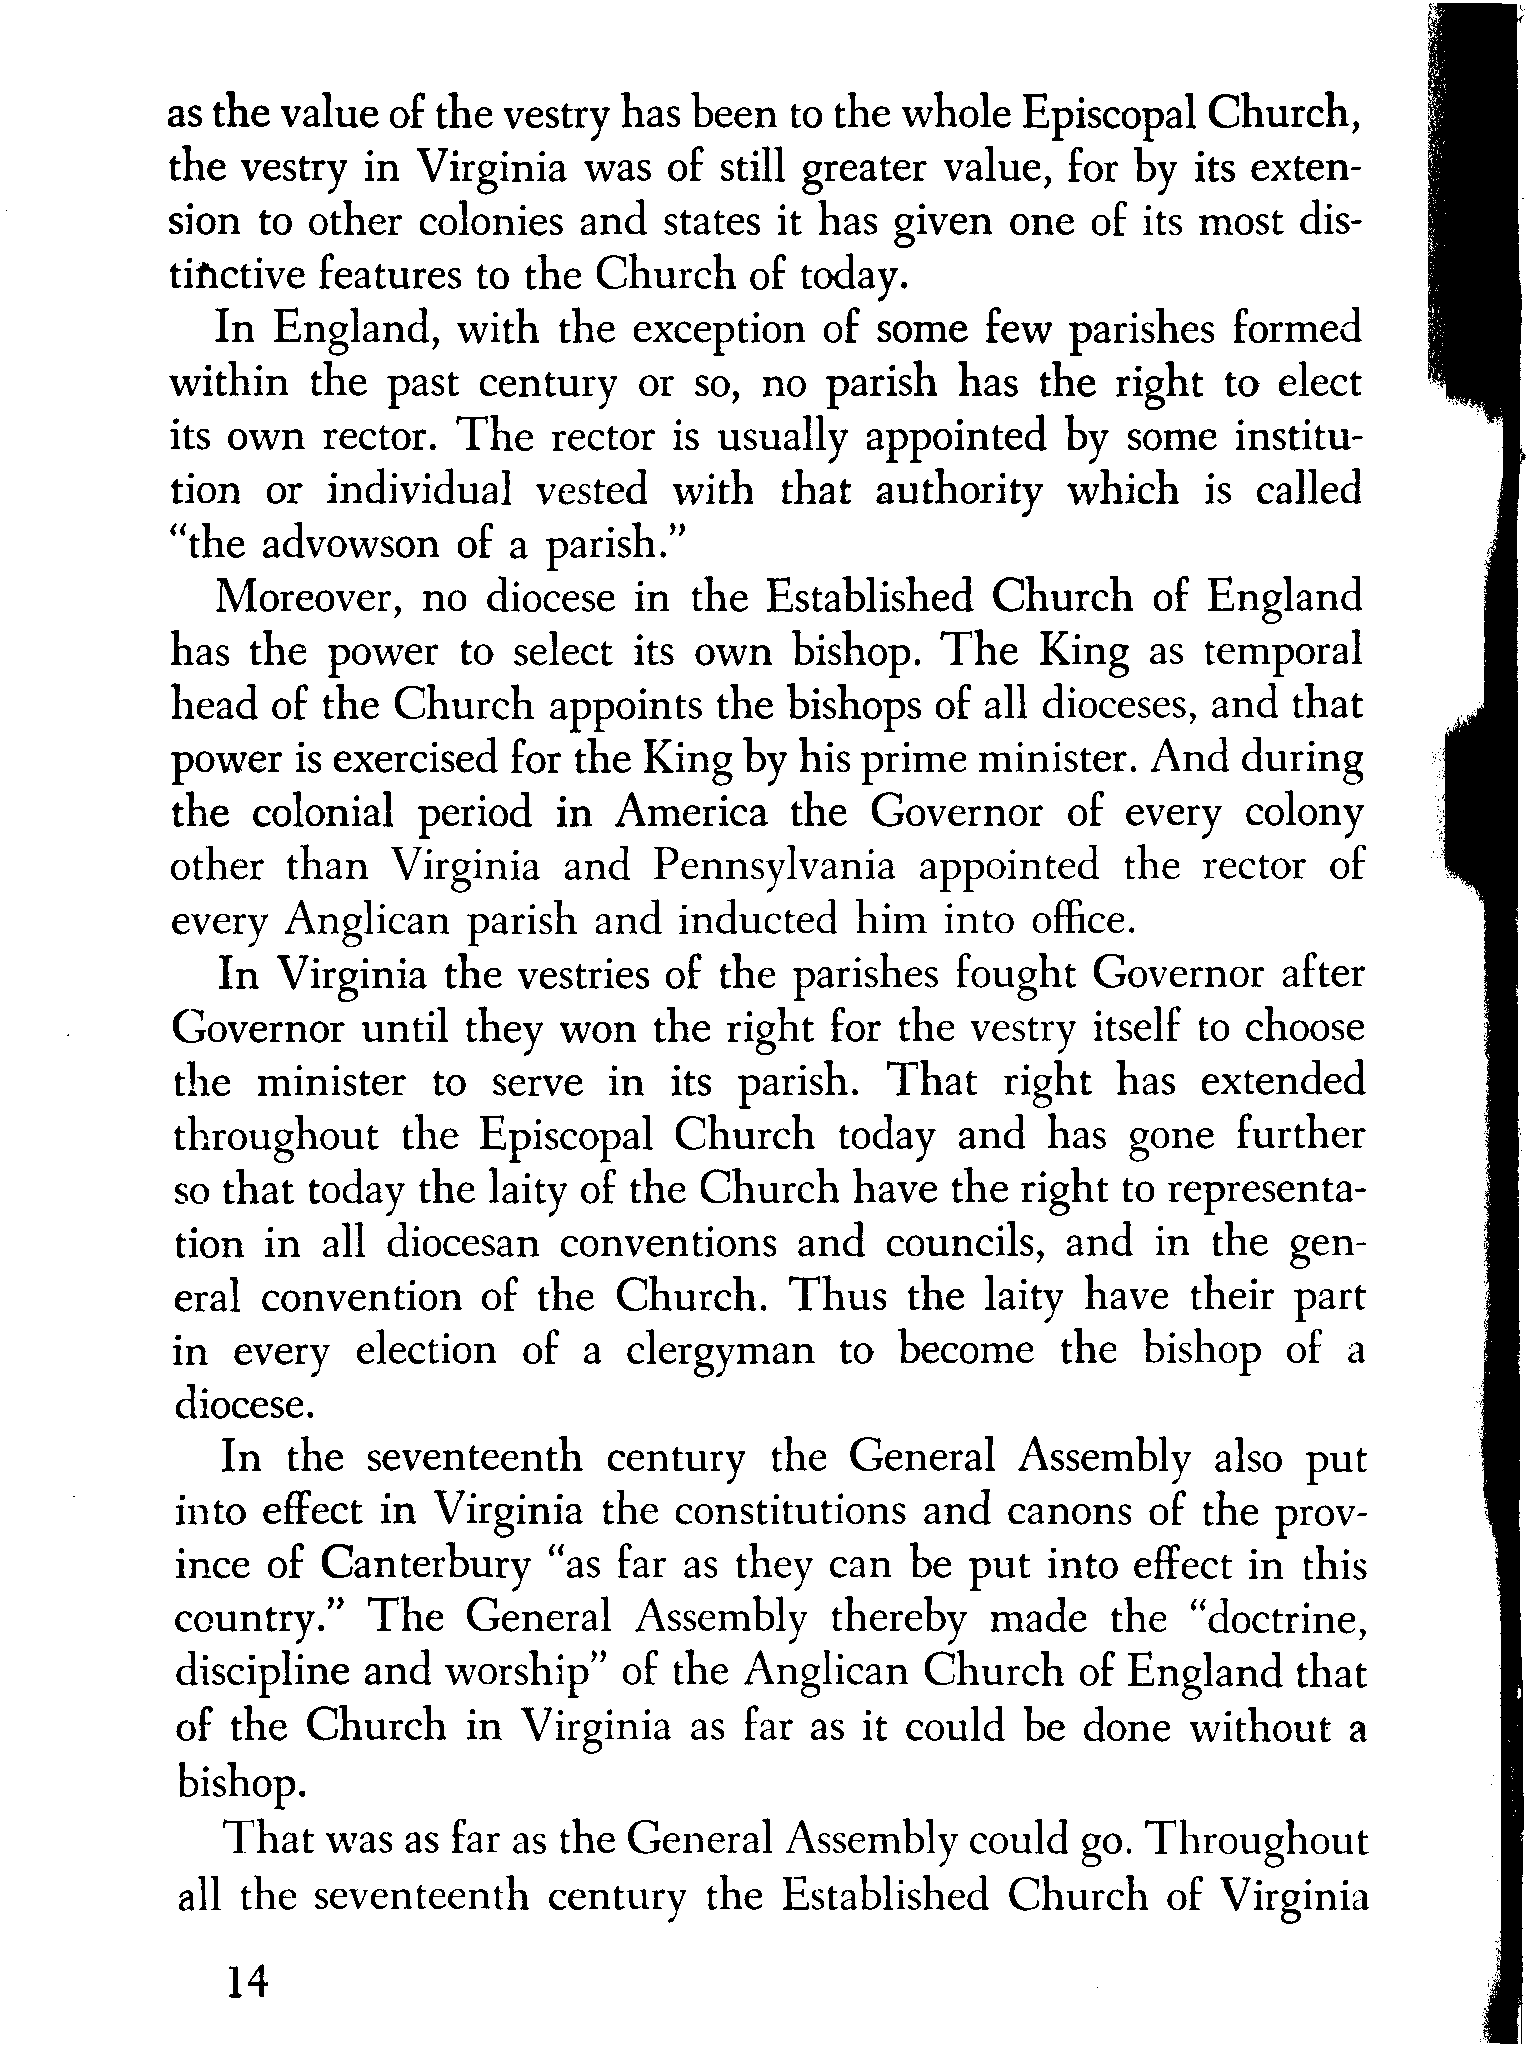 as the value of the vestry has been to the whole Episcopal Church,
the vestry in Virginia was of still greater value, for by its exten-
sion to other colonies and states it has given one of its most dis-
tinctive features to the Church of today.
In England, with the exception of some few parishes formed
within the past century or so, no parish has the right to elect
its own rector. The rector is usually appointed by some institu-
tion or individual vested with that authority which is called
"the advowson of a parish."
Moreover, no diocese in the Established Church of England
has the power to select its own bishop. The King as temporal
head of the Church appoints the bishops of all dioceses, and that
power is exercised for the King by his prime minister. And during
the colonial period in America the Governor of every colony
other than Virginia and Pennsylvania appointed the rector of
every Anglican parish and inducted him into office.
In Virginia the vestries of the parishes fought Governor after
Governor until they won the right for the vestry itself to choose
the minister to serve in its parish. That right has extended
throughout the Episcopal Church today and has gone further
so that today the laity of the Church have the right to representa-
tion in all diocesan conventions and councils, and in the gen-
eral convention of the Church. Thus the laity have their part
in every election of a clergyman to become the bishop of a
diocese.
In the seventeenth century the General Assembly also put
into effect in Virginia the constitutions and canons of the prov-
ince of Canterbury "as far as they can be put into effect in this
country." The General Assembly thereby made the "doctrine,
discipline and worship" of the Anglican Church of England that
of the Church in Virginia as far as it could be done without a
bishop.
That was as far as the General Assembly could go. Throughout
all the seventeenth century the Established Church of Virginia
14